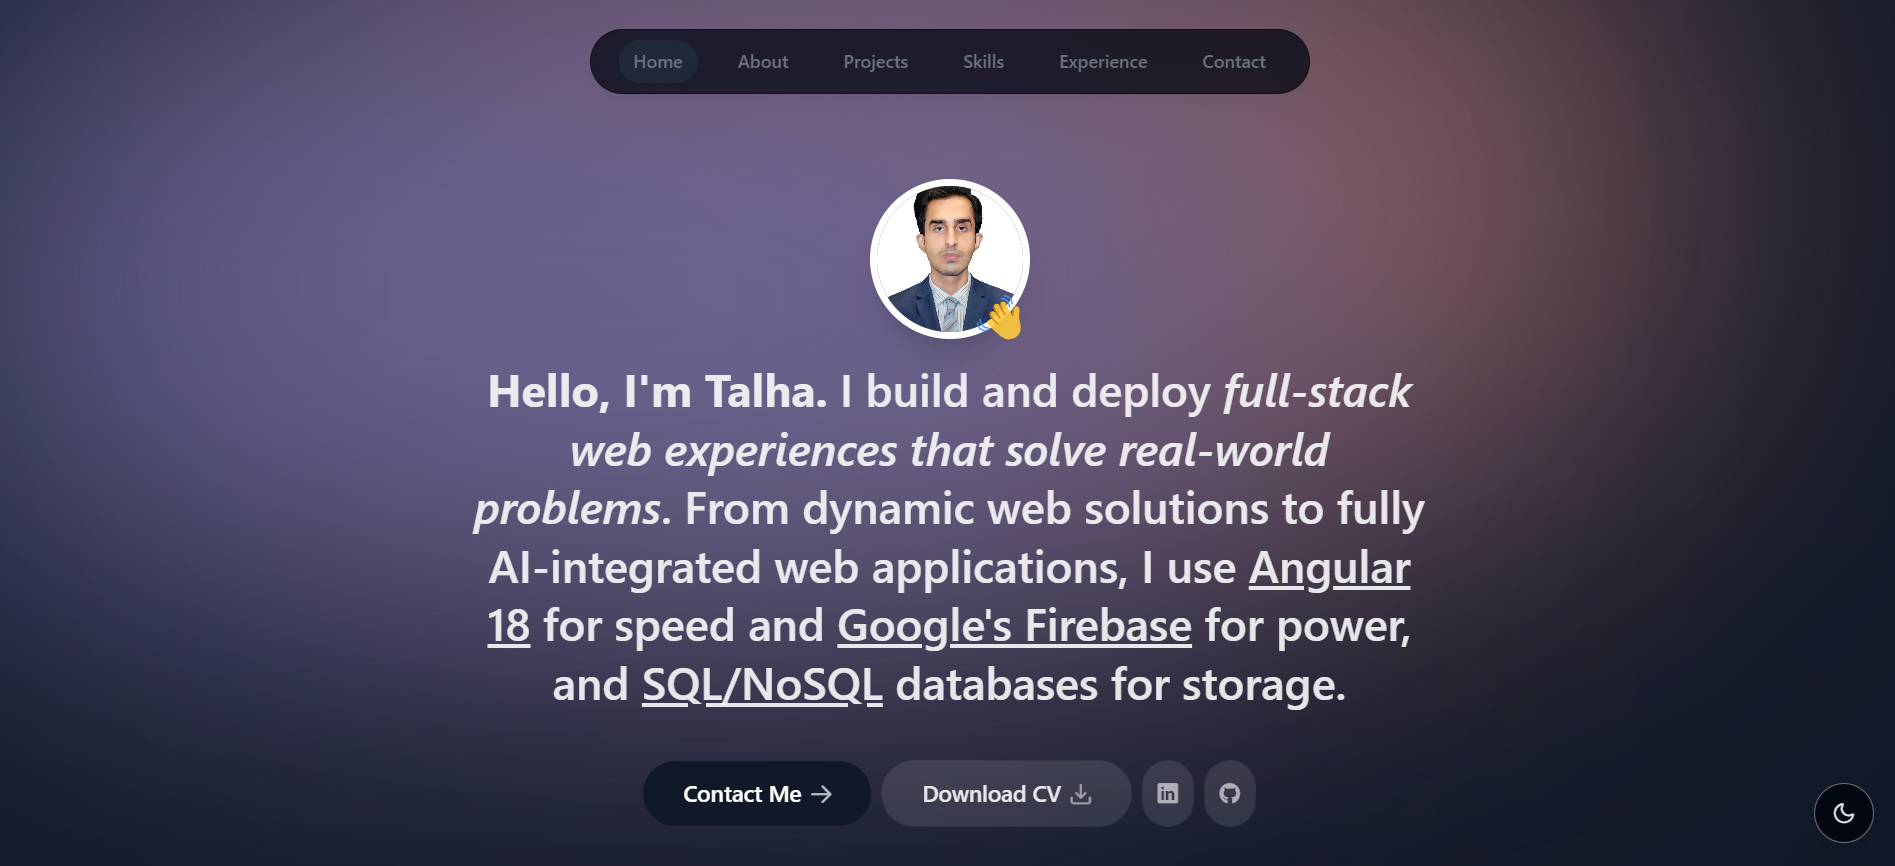 Home About Projects Skills Experience Contact
Hello, I'm Talha. I build and deploy full-stack
web experiences that solve real-world
problems. From dynamic web solutions to fully
AI-integrated web applications, I use Angular
18 for speed and Google's Firebase for power,
and SQL/NoSQL databases for storage.
Contact Me Download CV in